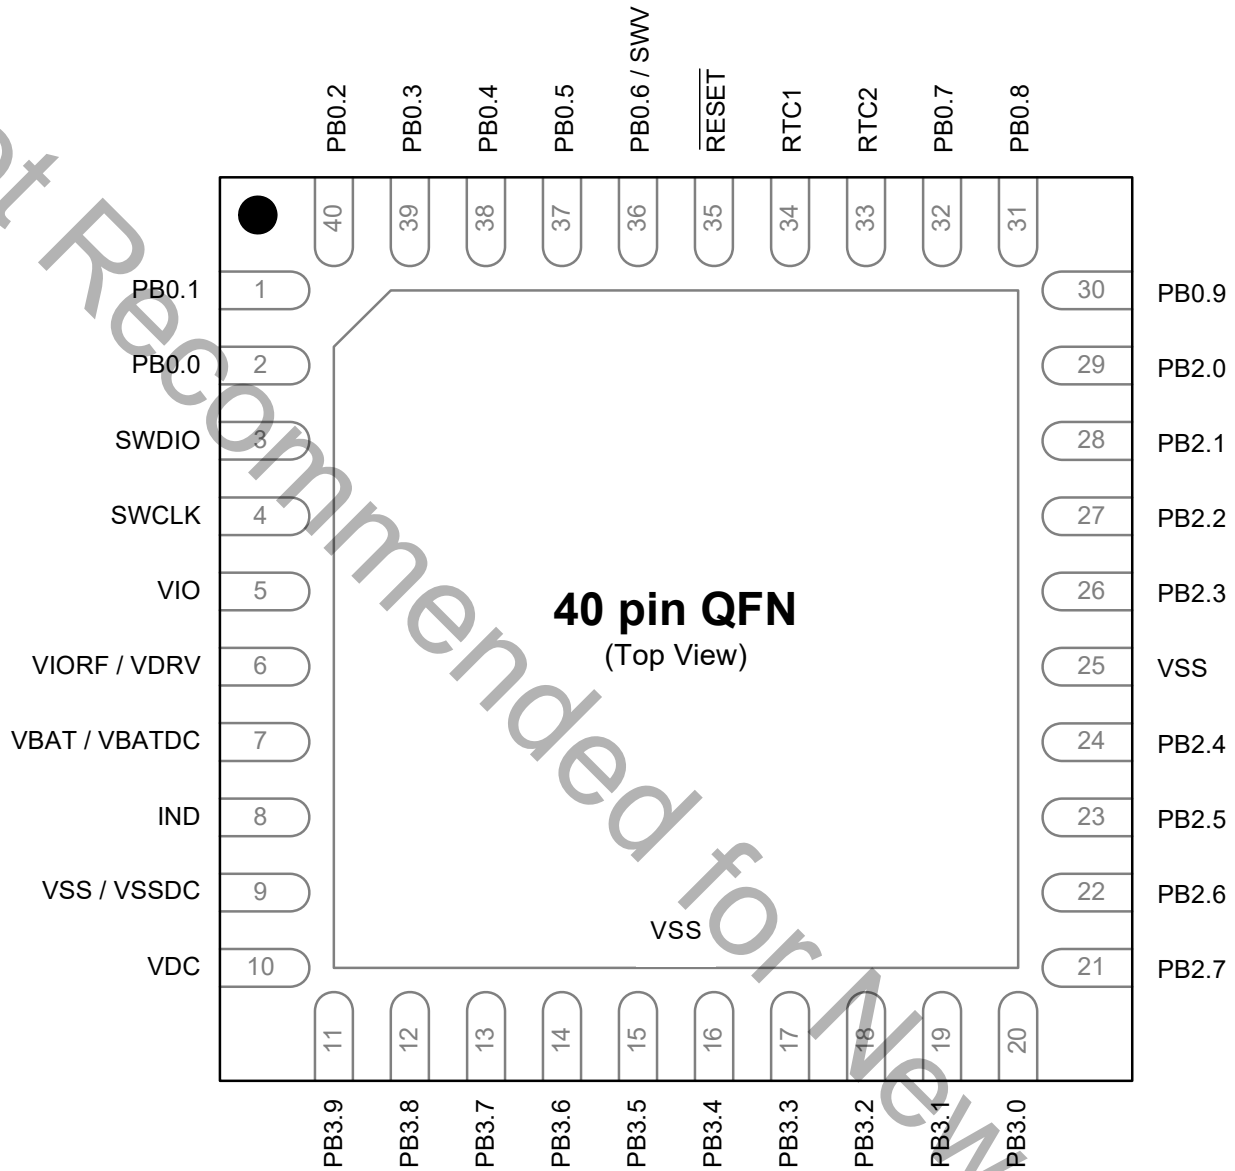 PB0.2
PB0.3
PB0.4
PB0.5
PB0.6 / SWV
RESET
RTC1
RTC2
PB0.7
PB0.8
40
39
38
37
36
35
34
33
32
31
PB0.1 1
PB0.0 2
SWDIO 3
SWCLK 4
VIO 5
VIORF / VDRV 6
VBAT / VBATDC 7
IND 8
VSS / VSSDC 9
VDC 10
40 pin QFN
(Top View)
VSS
30 PB0.9
29 PB2.0
28 PB2.1
27 PB2.2
26 PB2.3
25 VSS
24 PB2.4
23 PB2.5
22 PB2.6
21 PB2.7
11
12
13
14
15
16
17
18
19
20
PB3.9
PB3.8
PB3.7
PB3.6
PB3.5
PB3.4
PB3.3
PB3.2
PB3.1
PB3.0
Recommended for New